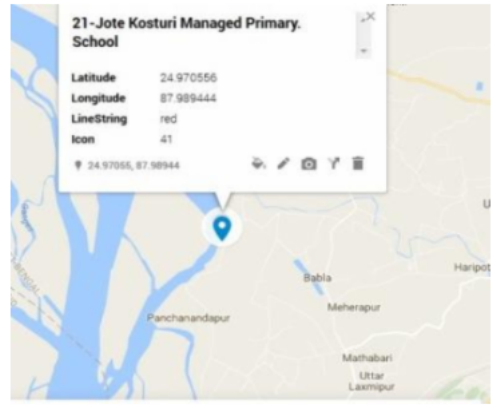 21-Jote Kosturi Managed Primary.
School
Latitude 24.970556
Longitude 87.989444
LineString red
Icon 41
24.97055, 87.98944
Babla
Haripot
Meherapur
Panchanandapur
Mathabari
Uttar
Laxmipur